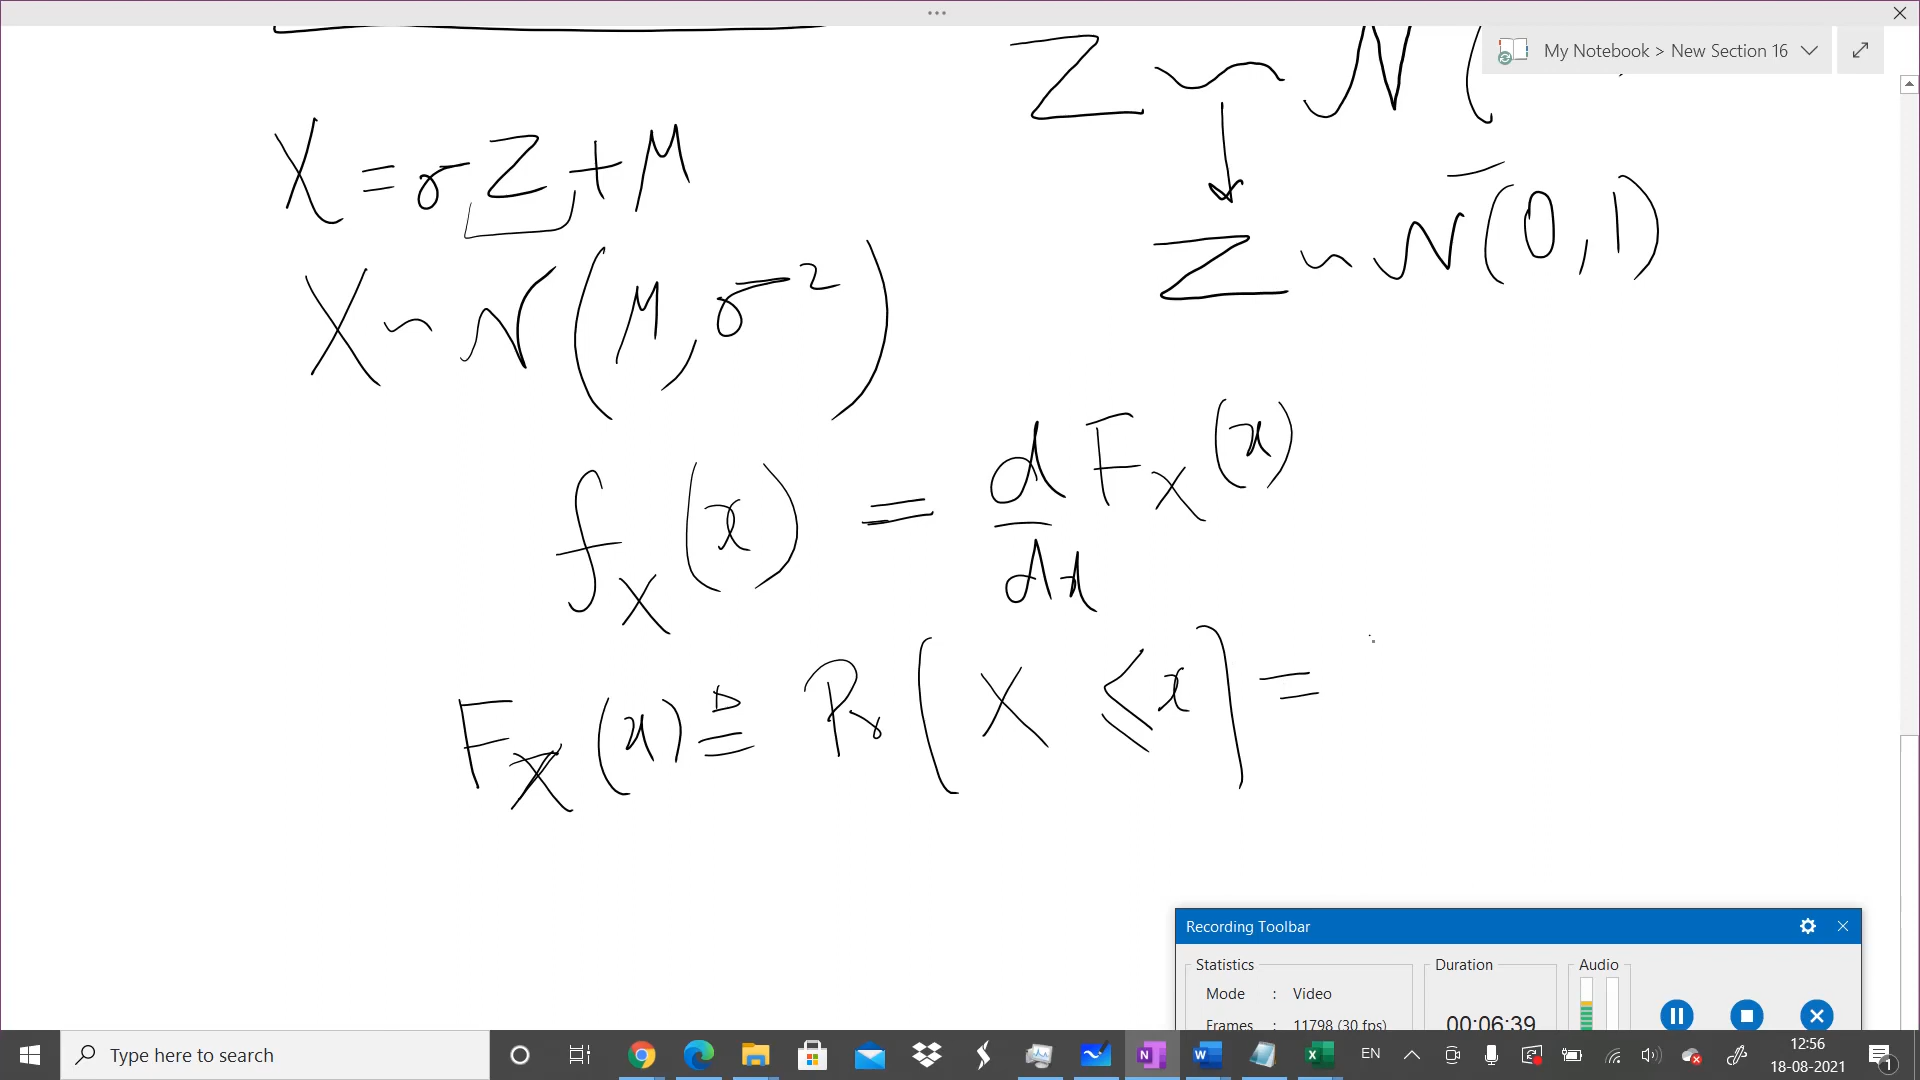 My Notebook > New Section 16
Z ~ N(
X = σZ + μ
Z ~ N(0,1)
X ~ N(μ, σ²)
f_X(x) = d/dx F_X(x)
F_X(x) ≜ Pr(X ≤ x) =
Recording Toolbar
Statistics
Duration
Audio
Mode : Video
Frames : 11798 (30 fps)
00:06:39
Type here to search
EN
12:56
18-08-2021
1